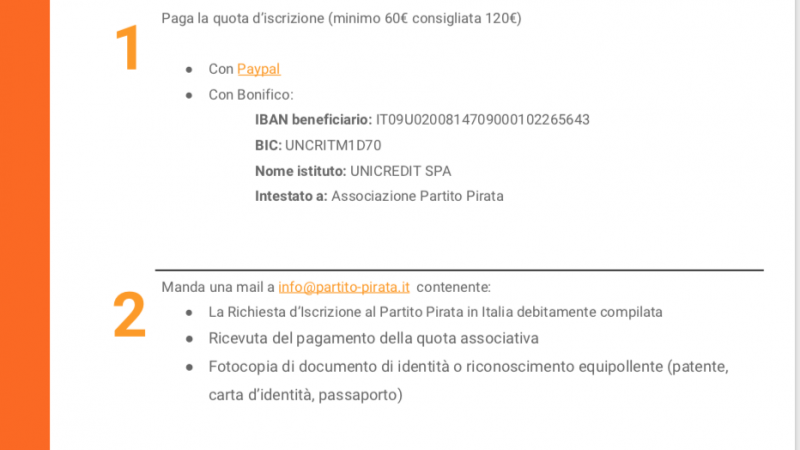 1
Paga la quota d'iscrizione (minimo 60€ consigliata 120€)
● Con Paypal
● Con Bonifico:
IBAN beneficiario: IT09U0200814709000102265643
BIC: UNCRITM1D70
Nome istituto: UNICREDIT SPA
Intestato a: Associazione Partito Pirata
2
Manda una mail a info@partito-pirata.it contenente:
● La Richiesta d'Iscrizione al Partito Pirata in Italia debitamente compilata
● Ricevuta del pagamento della quota associativa
● Fotocopia di documento di identità o riconoscimento equipollente (patente,
carta d'identità, passaporto)